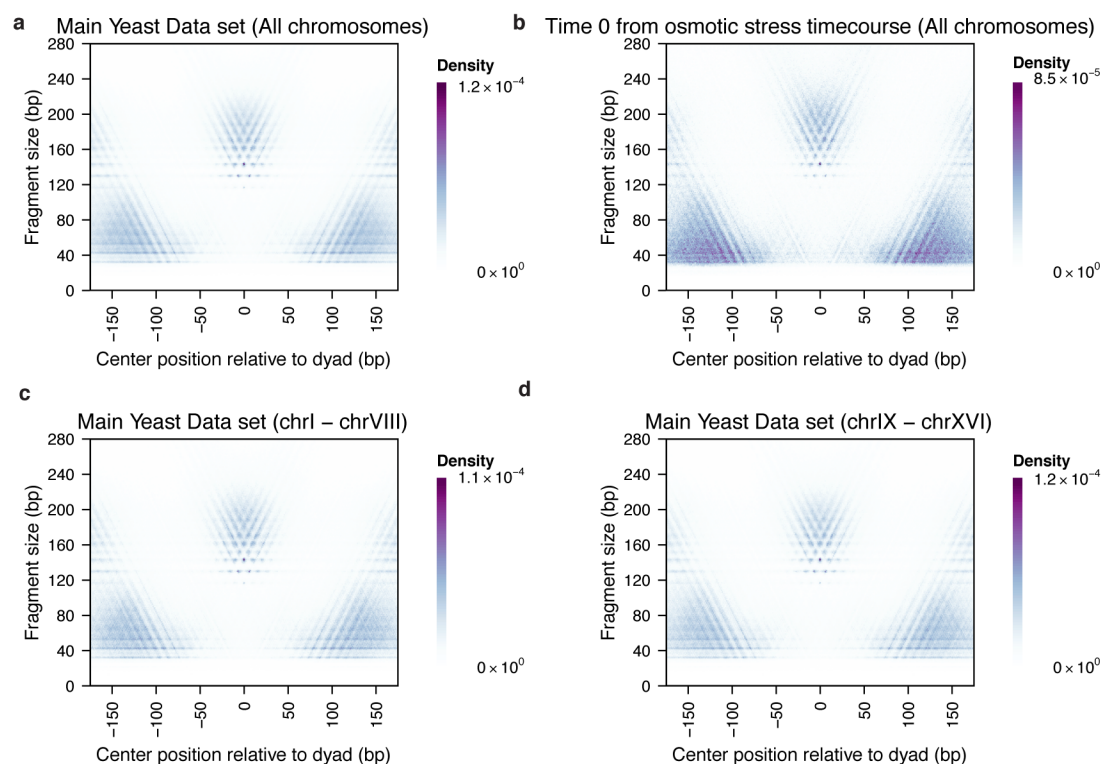 a
Main Yeast Data set (All chromosomes)
280
240
200
160
120
80
40
0
Fragment size (bp)
−150
−100
−50
0
50
100
150
Center position relative to dyad (bp)
Density
1.2 × 10⁻⁴
0 × 10⁰
b
Time 0 from osmotic stress timecourse (All chromosomes)
280
240
200
160
120
80
40
0
Fragment size (bp)
−150
−100
−50
0
50
100
150
Center position relative to dyad (bp)
Density
8.5 × 10⁻⁵
0 × 10⁰
c
Main Yeast Data set (chrI − chrVIII)
280
240
200
160
120
80
40
0
Fragment size (bp)
−150
−100
−50
0
50
100
150
Center position relative to dyad (bp)
Density
1.1 × 10⁻⁴
0 × 10⁰
d
Main Yeast Data set (chrIX − chrXVI)
280
240
200
160
120
80
40
0
Fragment size (bp)
−150
−100
−50
0
50
100
150
Center position relative to dyad (bp)
Density
1.2 × 10⁻⁴
0 × 10⁰